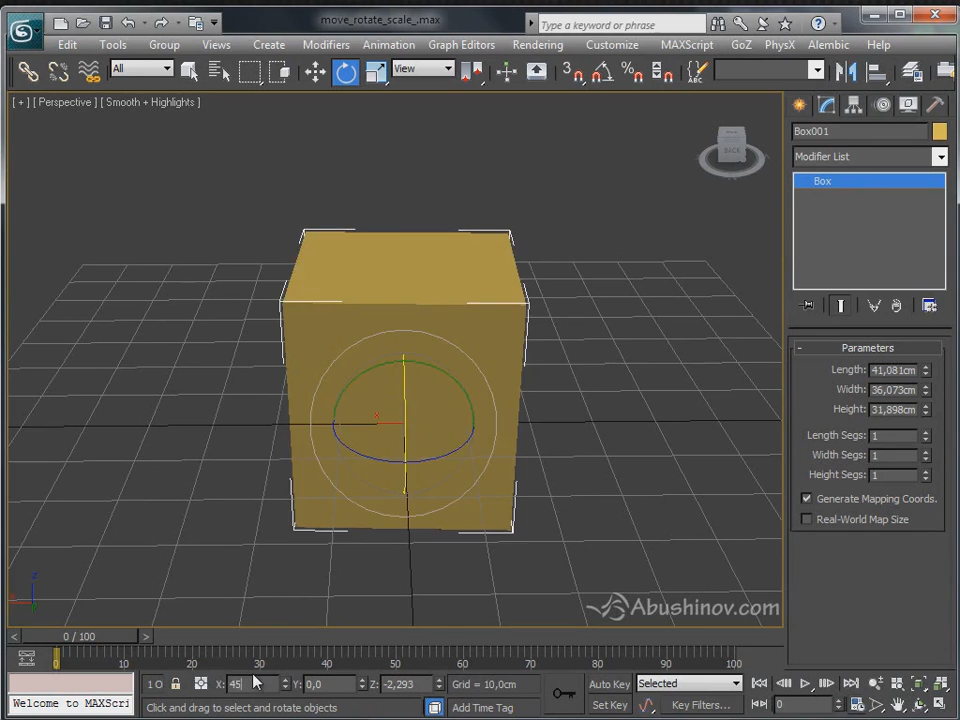 move_rotate_scale_.max
Type a keyword or phrase
Edit Tools Group Views Create Modifiers Animation Graph Editors Rendering Customize MAXScript GoZ PhysX Alembic Help
All View 3 %
[ + ] [ Perspective ] [ Smooth + Highlights ]
BACK
Box001
Modifier List
Box
Parameters
Length: 41,081cm
Width: 36,073cm
Height: 31,898cm
Length Segs: 1
Width Segs: 1
Height Segs: 1
Generate Mapping Coords.
Real-World Map Size
x
z
Abushinov.com
< 0 / 100 >
0 10 20 30 40 50 60 70 80 90 100
1 O X: 45 Y: 0,0 Z: -2,293 Grid = 10,0cm Auto Key Selected
Welcome to MAXScri Click and drag to select and rotate objects Add Time Tag Set Key Key Filters... 0